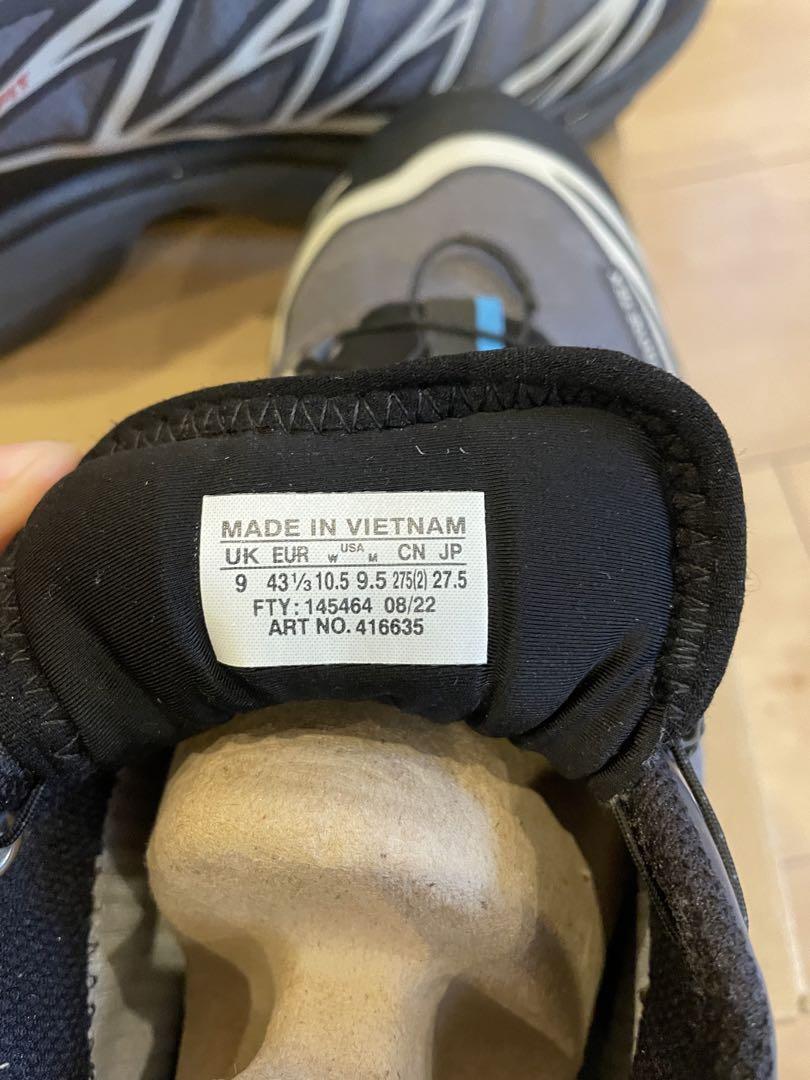 MADE IN VIETNAM
UK EUR W USA M CN JP
9 43⅓ 10.5 9.5 275(2) 27.5
FTY: 145464 08/22
ART NO. 416635